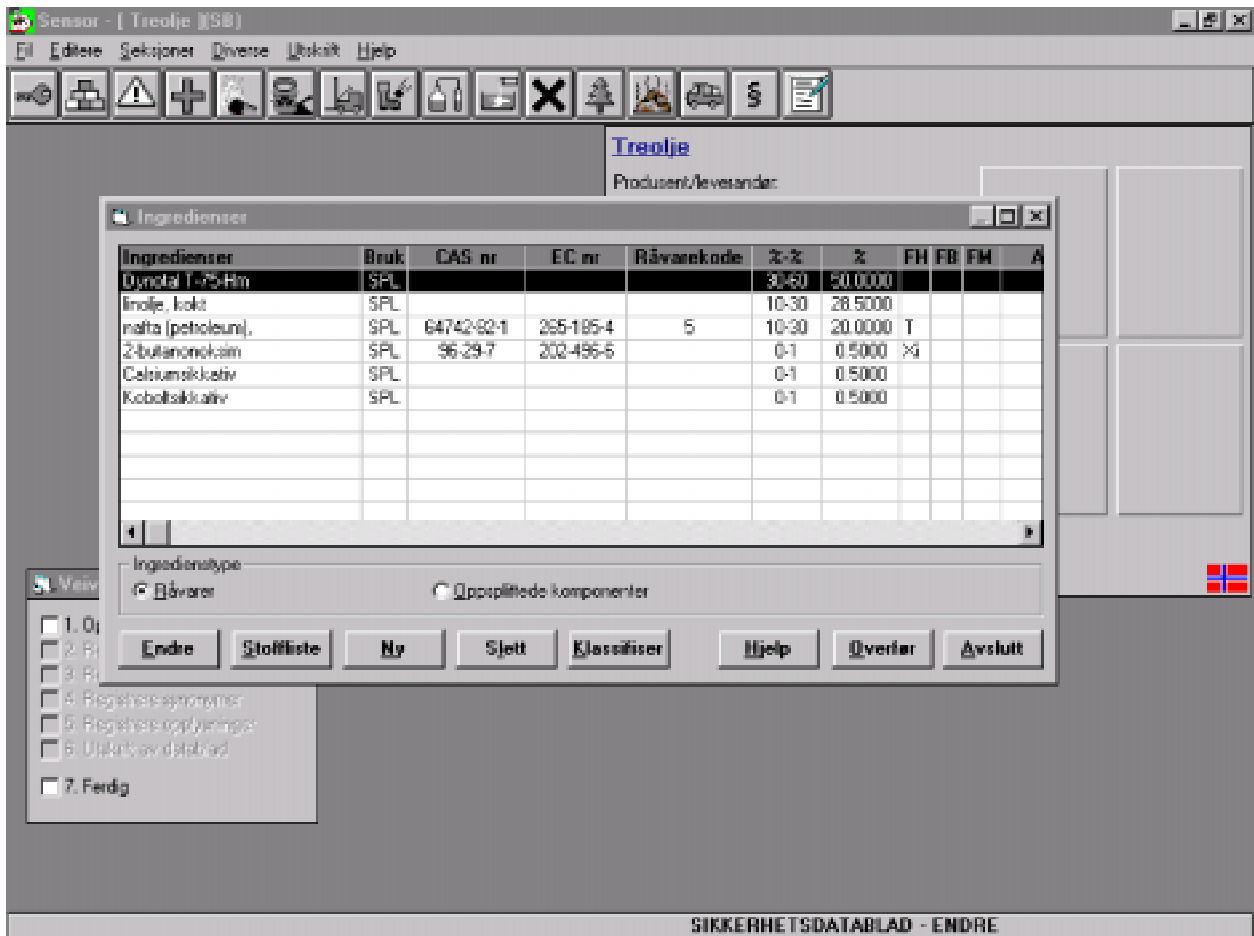 Sensor - [ Treolje ](SB)
Fil Editere Seksjoner Diverse Utskrift Hjelp
§
Treolje
Produsent/leverandør:
Ingredienser
Ingredienser Bruk CAS nr EC nr Råvarekode %-% % FH FB FM A
Dynotal T-75-Hm SPL 30-60 50.0000
linolje, kokt SPL 10-30 28.5000
nafta (petroleum), SPL 64742-82-1 265-185-4 5 10-30 20.0000 T
2-butanonoksim SPL 96-29-7 202-496-6 0-1 0.5000 Xi
Calsiumsikkativ SPL 0-1 0.5000
Koboltsikkativ SPL 0-1 0.5000
Ingredienstype
Råvarer Oppsplittede komponenter
Endre Stoffliste Ny Slett Klassifiser Hjelp Overfør Avslutt
Veiv
1. Op
2. R
3. R
4. Registrere synonymer
5. Registrere opplysninger
6. Utskrift av datablad
7. Ferdig
SIKKERHETSDATABLAD - ENDRE